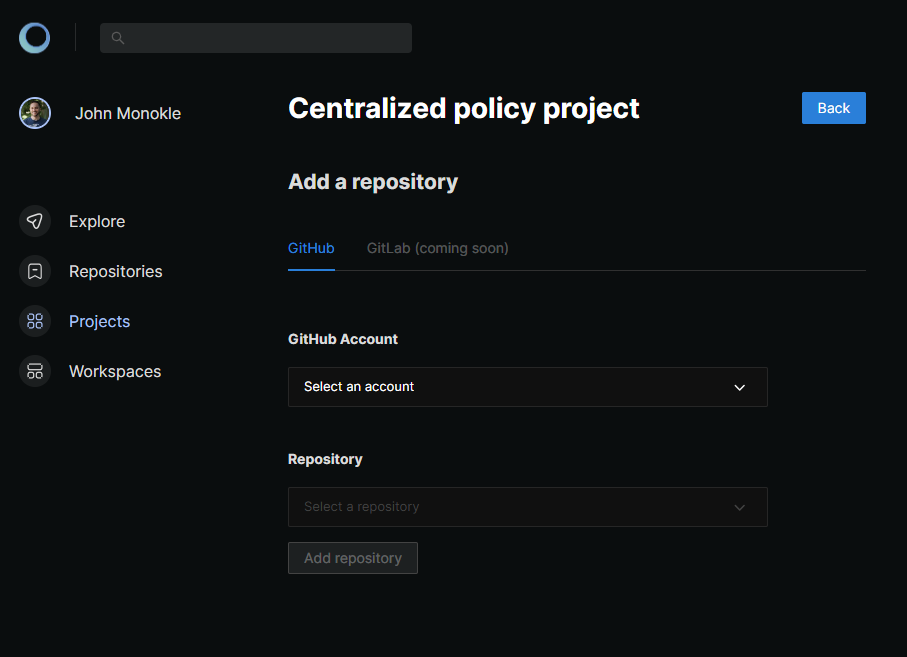 John Monokle
Centralized policy project
Back
Add a repository
Explore
GitHub
GitLab (coming soon)
Repositories
Projects
GitHub Account
Workspaces
Select an account
Repository
Select a repository
Add repository